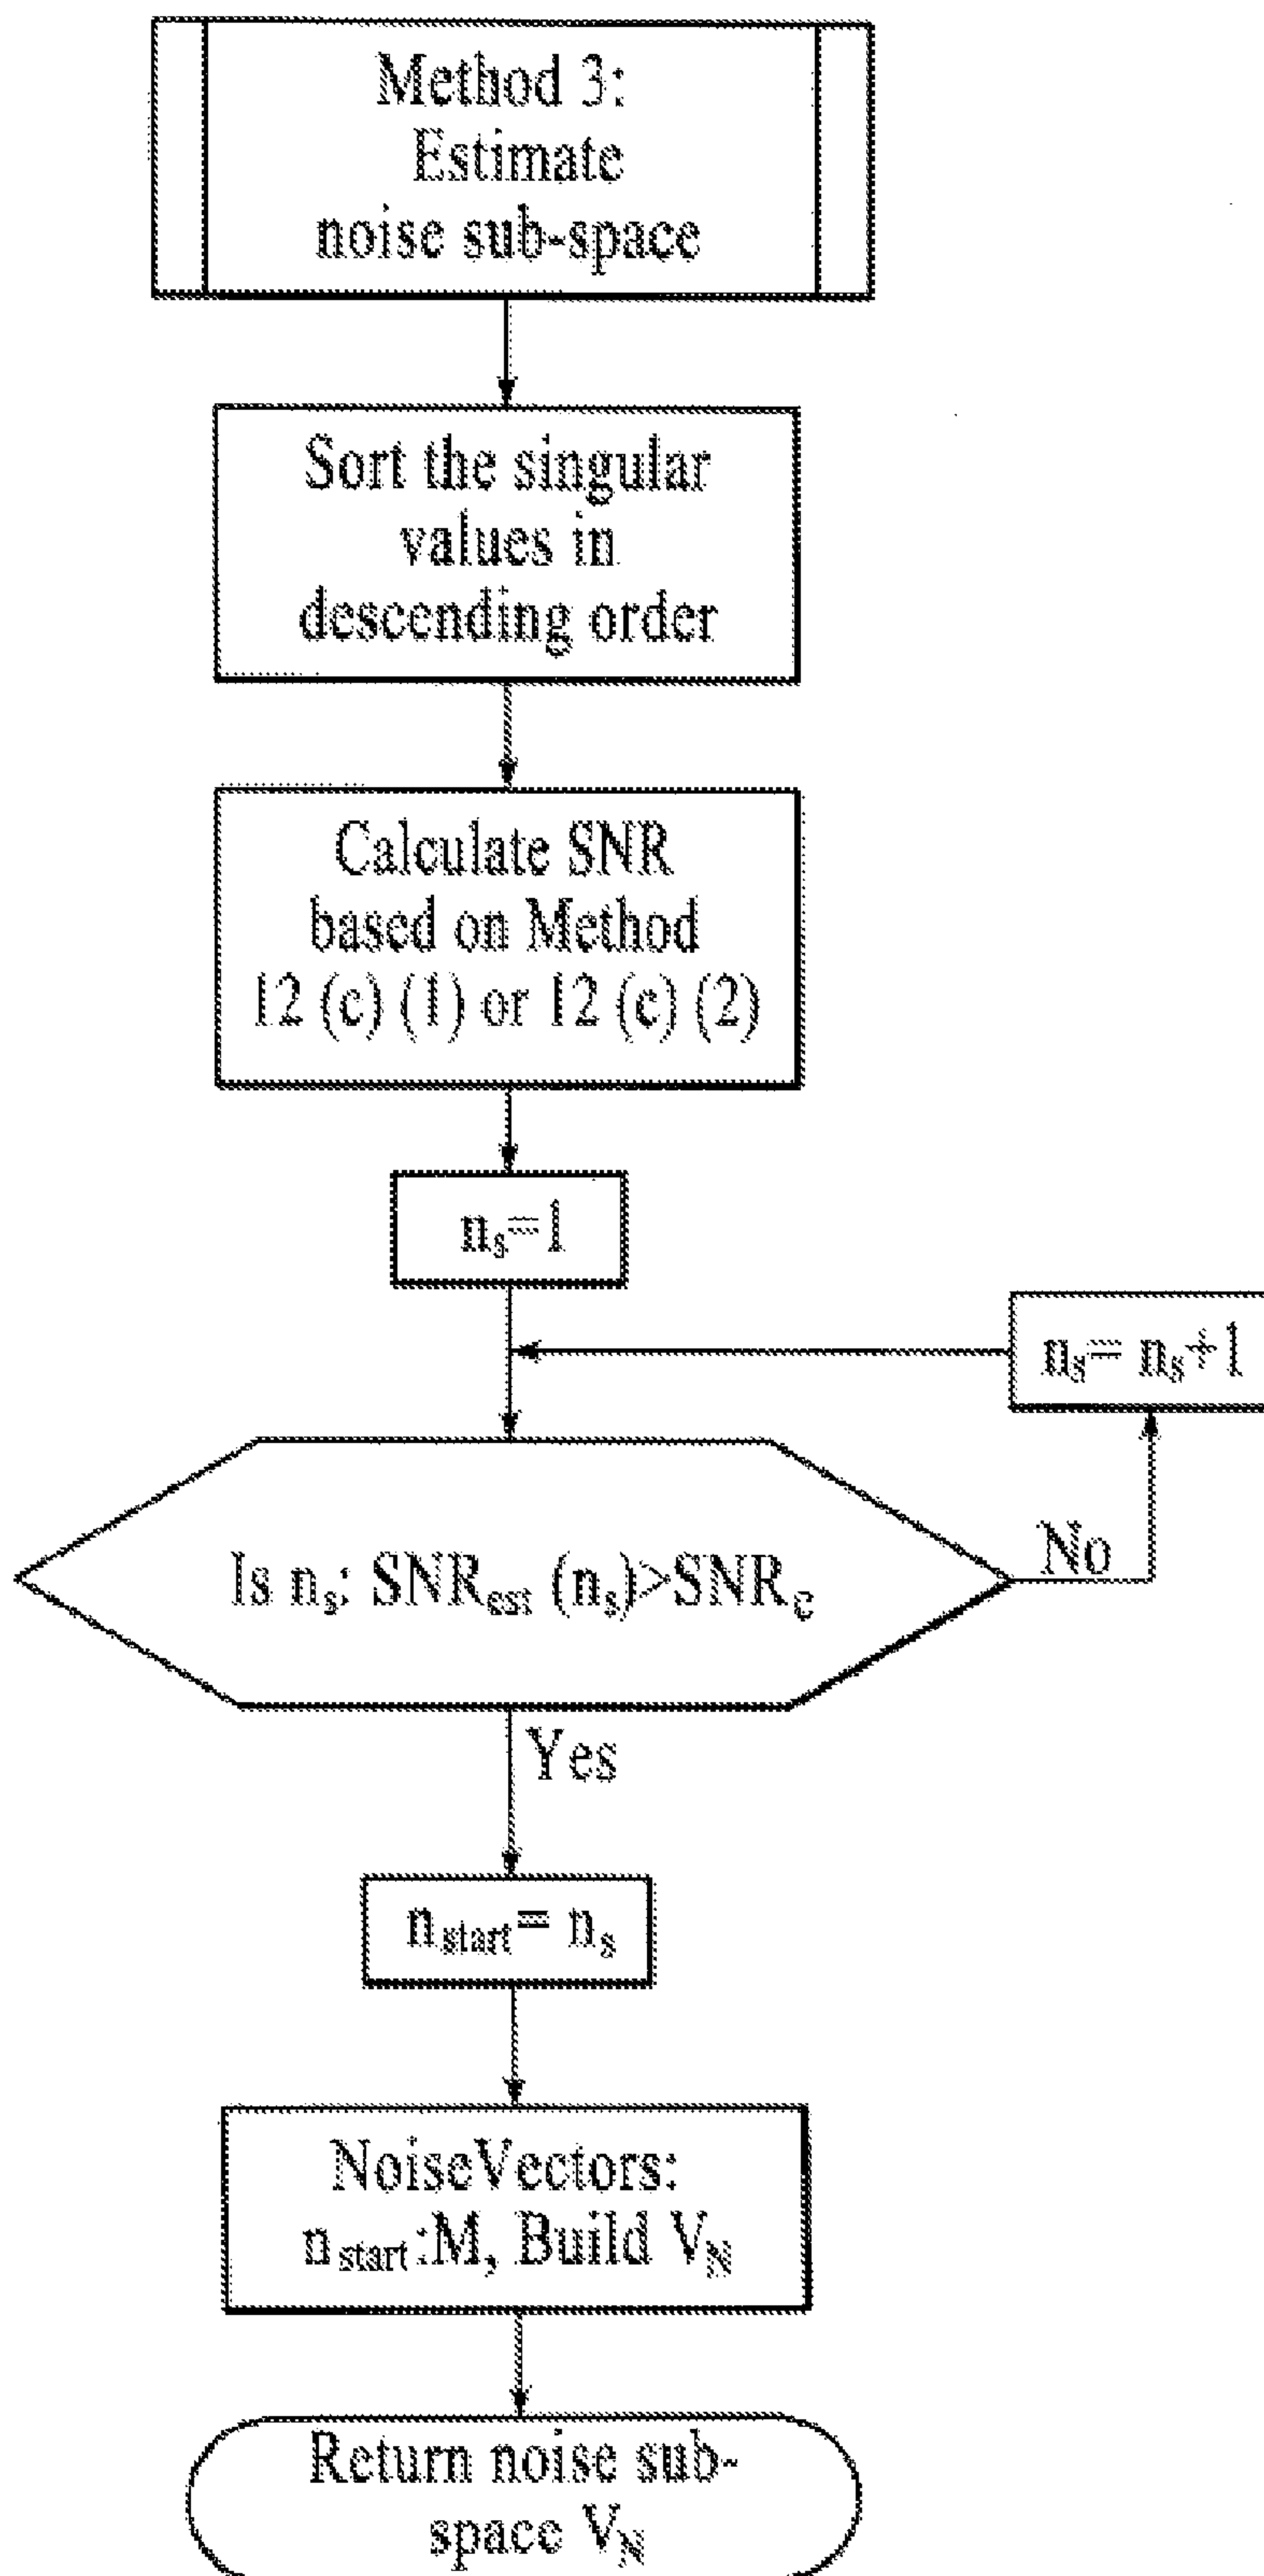 Method 3:
Estimate
noise sub-space
Sort the singular
values in
descending order
Calculate SNR
based on Method
12 (c) (1) or 12 (c) (2)
nₛ=1
nₛ= nₛ+1
Is nₛ: SNRest (nₛ)>SNRc
No
Yes
nstart= nₛ
NoiseVectors:
nstart:M, Build VN
Return noise sub-
space VN